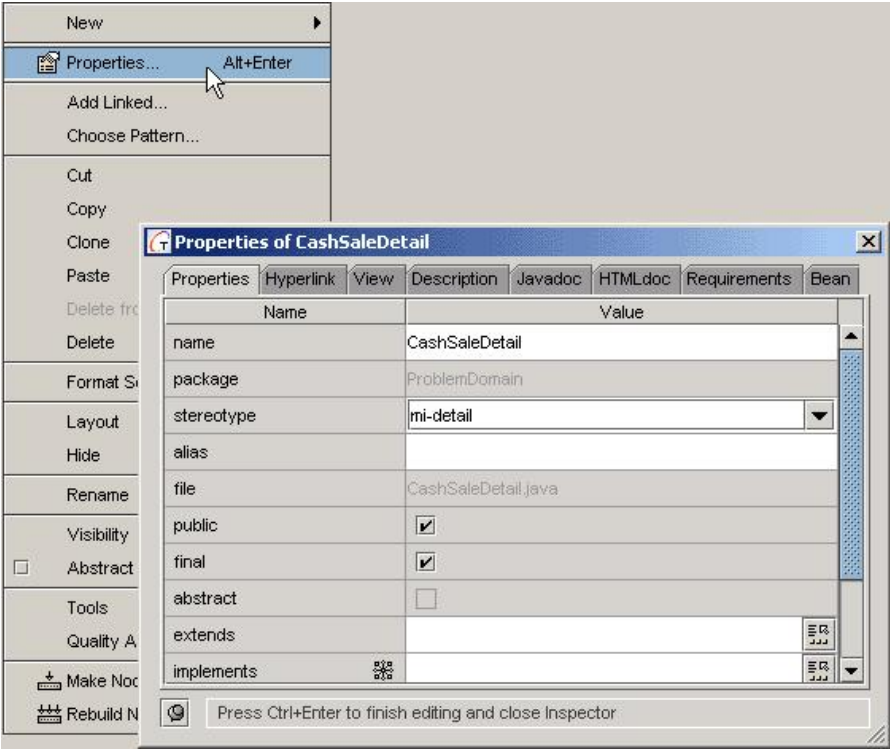 New
Properties... Alt+Enter
Add Linked...
Choose Pattern...
Cut
Copy
Clone
Paste
Delete fro
Delete
Format S
Layout
Hide
Rename
Visibility
Abstract
Tools
Quality A
Make Nod
Rebuild N
Properties of CashSaleDetail
Properties Hyperlink View Description Javadoc HTMLdoc Requirements Bean
Name Value
name CashSaleDetail
package ProblemDomain
stereotype mi-detail
alias
file CashSaleDetail.java
public
final
abstract
extends
implements
Press Ctrl+Enter to finish editing and close Inspector